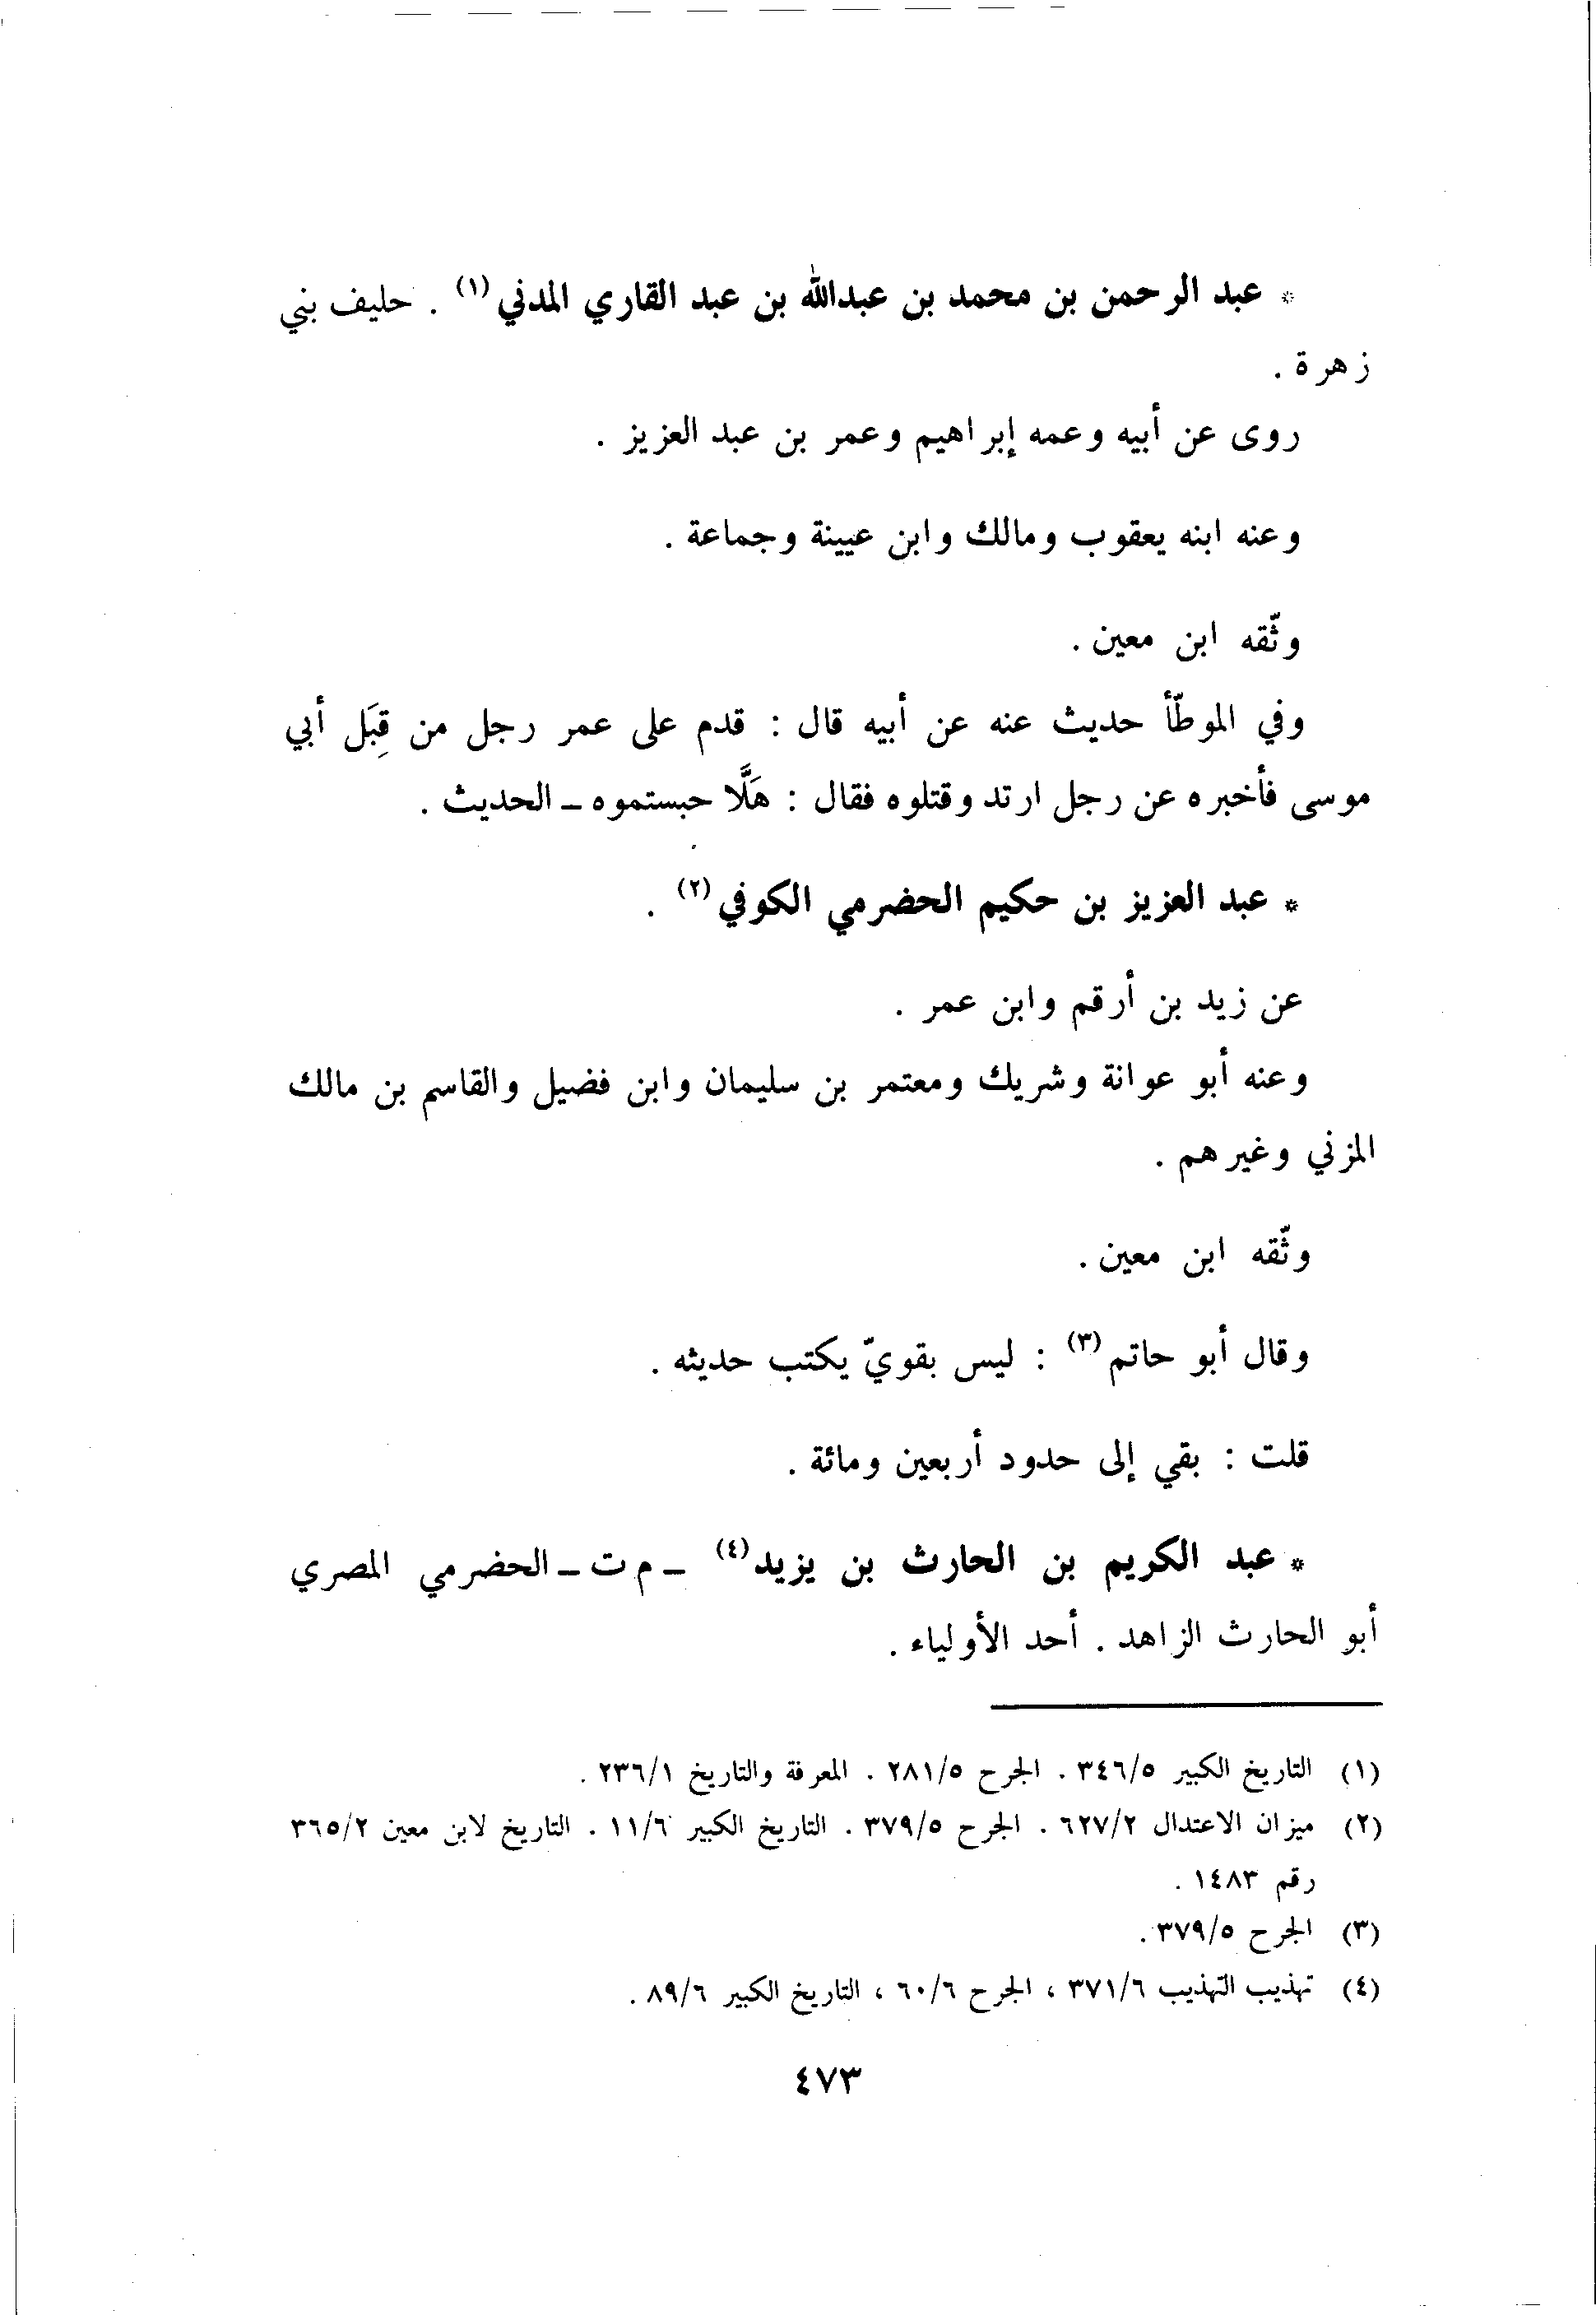 * عبد الرحمن بن محمد بن عبدالله بن عبد القاري المدني (١) . حليف بني
زهرة .
روى عن أبيه وعمه إبراهيم وعمر بن عبد العزيز .
وعنه ابنه يعقوب ومالك وابن عيينة وجماعة .
وثّقه ابن معين .
وفي الموطّأ حديث عنه عن أبيه قال : قدم على عمر رجل من قِبَل أبي
موسى فأخبره عن رجل ارتد وقتلوه فقال : هَلَّا حبستموه ـ الحديث .
* عبد العزيز بن حكيم الحضرمي الكوفي (٢) .
عن زيد بن أرقم وابن عمر .
وعنه أبو عوانة وشريك ومعتمر بن سليمان وابن فضيل والقاسم بن مالك
المزني وغيرهم .
وثّقه ابن معين .
وقال أبو حاتم (٣) : ليس بقويّ يكتب حديثه .
قلت : بقي إلى حدود أربعين ومائة .
* عبد الكريم بن الحارث بن يزيد (٤) ـ م ت ـ الحضرمي المصري
أبو الحارث الزاهد . أحد الأولياء .
(١) التاريخ الكبير ٣٤٦/٥ . الجرح ٢٨١/٥ . المعرفة والتاريخ ٢٣٦/١ .
(٢) ميزان الاعتدال ٦٢٧/٢ . الجرح ٣٧٩/٥ . التاريخ الكبير ١١/٦ . التاريخ لابن معين ٣٦٥/٢
رقم ١٤٨٣ .
(٣) الجرح ٣٧٩/٥ .
(٤) تهذيب التهذيب ٣٧١/٦ ، الجرح ٦٠/٦ ، التاريخ الكبير ٨٩/٦ .
٤٧٣